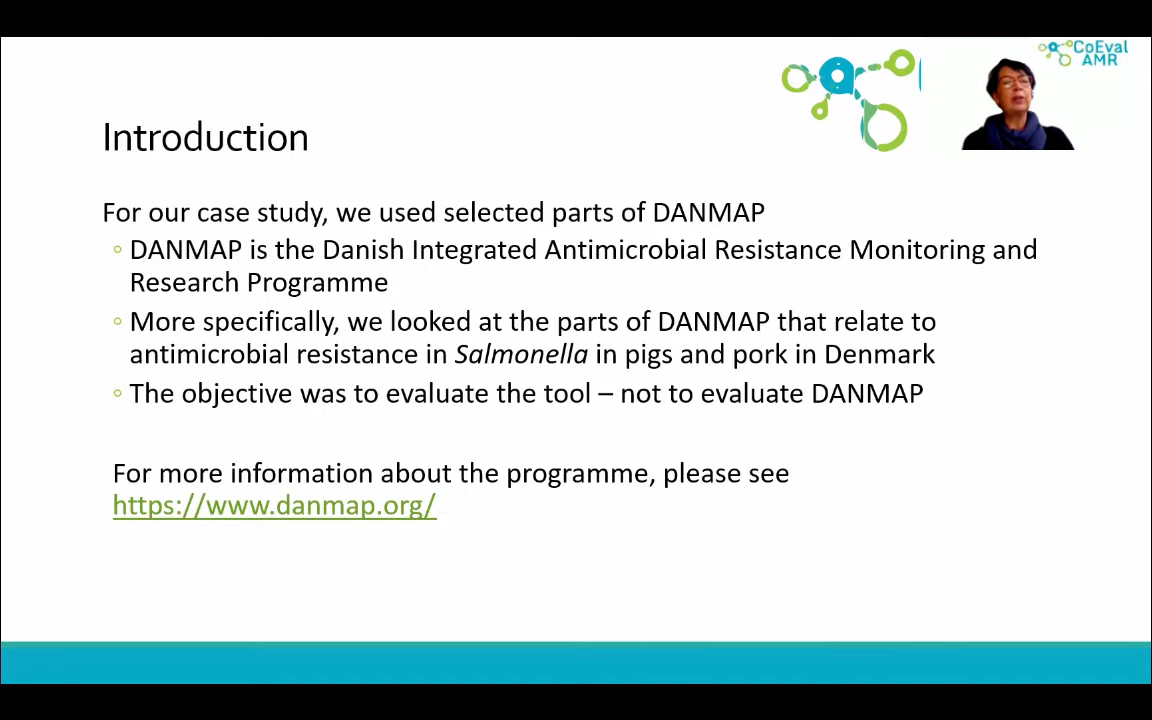 CoEval
AMR
Introduction
For our case study, we used selected parts of DANMAP
◦ DANMAP is the Danish Integrated Antimicrobial Resistance Monitoring and
Research Programme
◦ More specifically, we looked at the parts of DANMAP that relate to
antimicrobial resistance in Salmonella in pigs and pork in Denmark
◦ The objective was to evaluate the tool – not to evaluate DANMAP
For more information about the programme, please see
https://www.danmap.org/